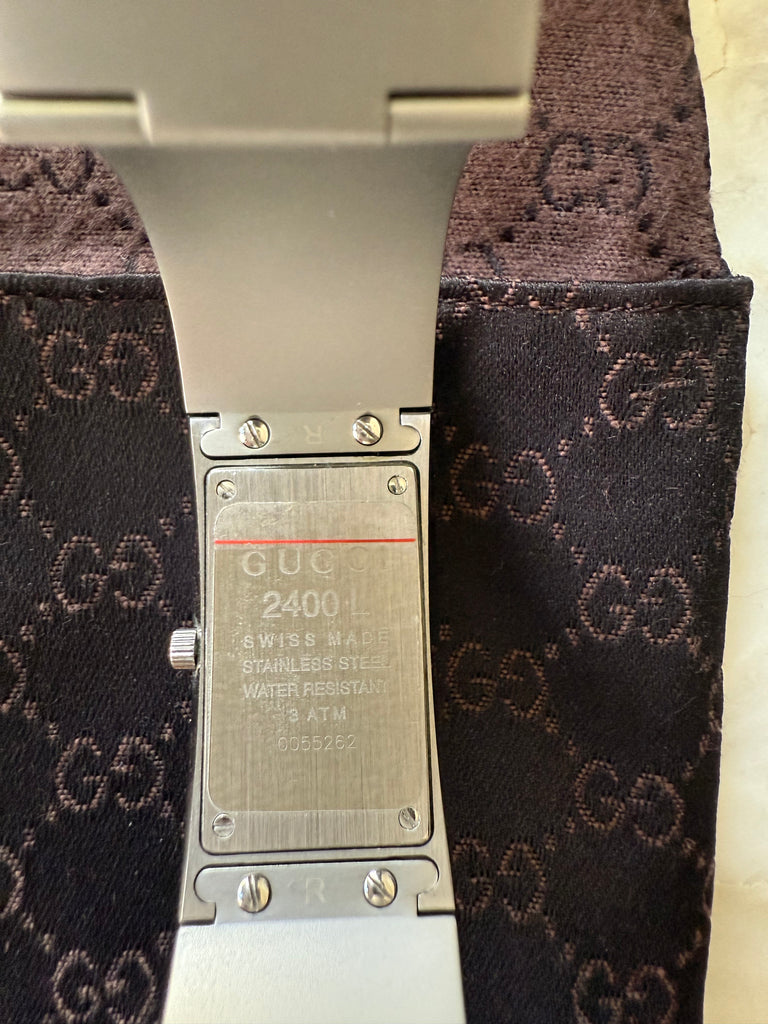 R
GUCCI
2400 L
SWISS MADE
STAINLESS STEEL
WATER RESISTANT
3 ATM
0055262
R